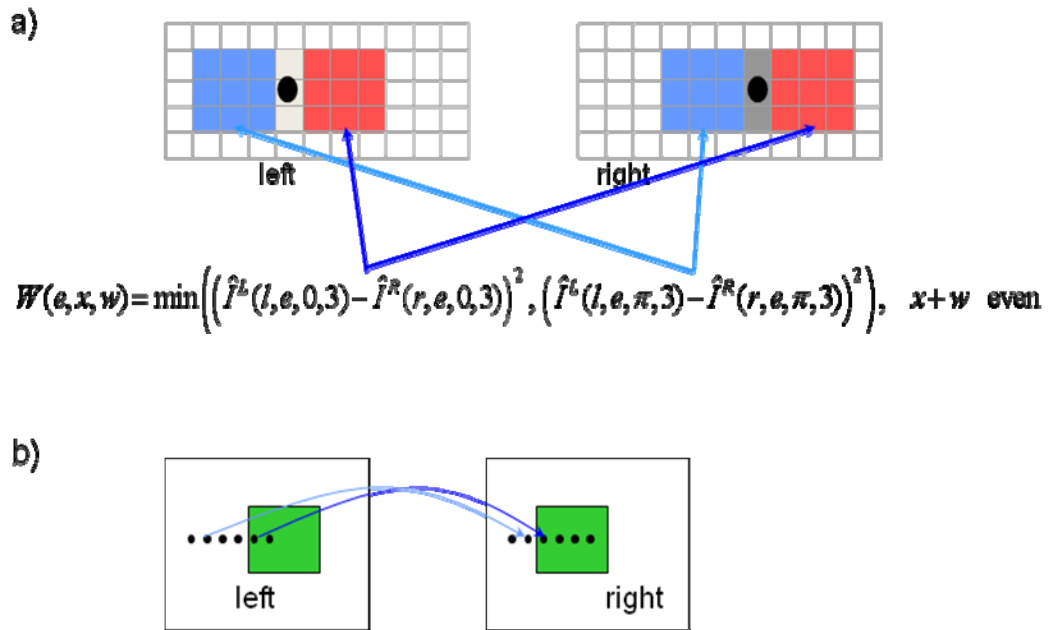 a)
left right
W(e,x,w)=min((Î^L(l,e,0,3)−Î^R(r,e,0,3))^2,(Î^L(l,e,π,3)−Î^R(r,e,π,3))^2), x+w even
b)
left right